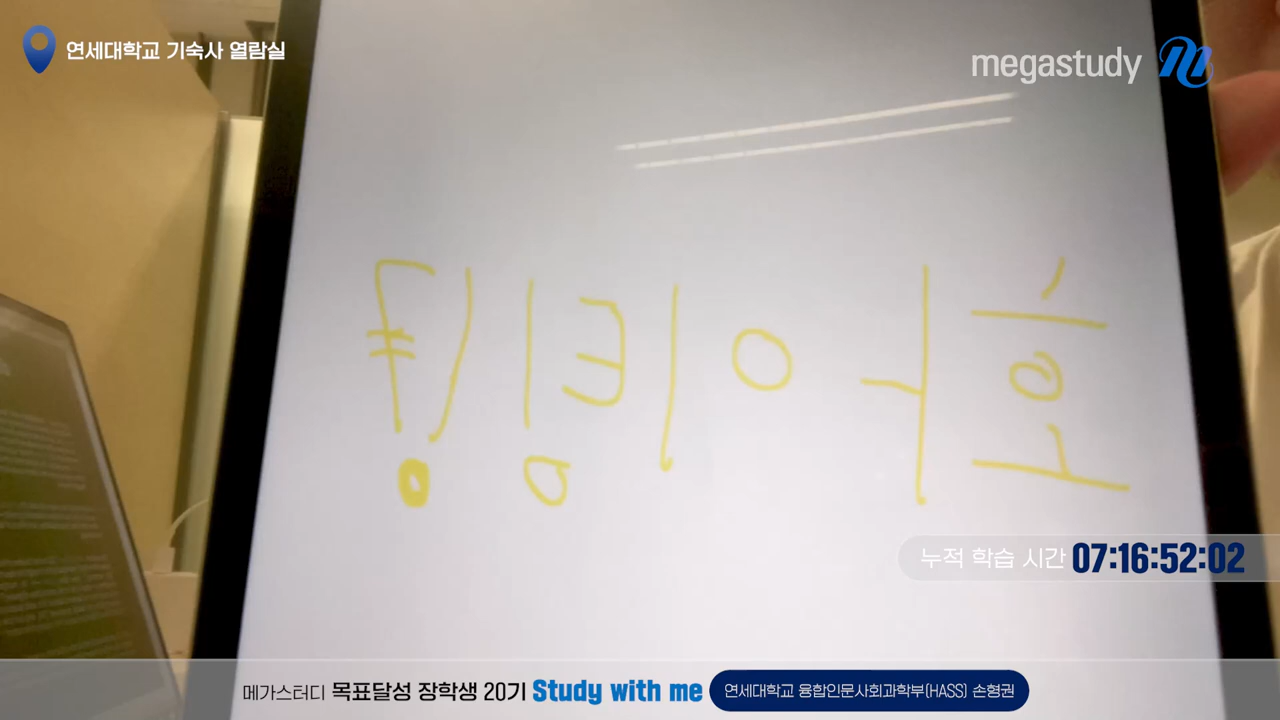 연세대학교 기숙사 열람실
megastudy
화이팅!
누적 학습 시간 07:16:52:02
메가스터디 목표달성 장학생 20기 Study with me 연세대학교 융합인문사회과학부(HASS) 손형권